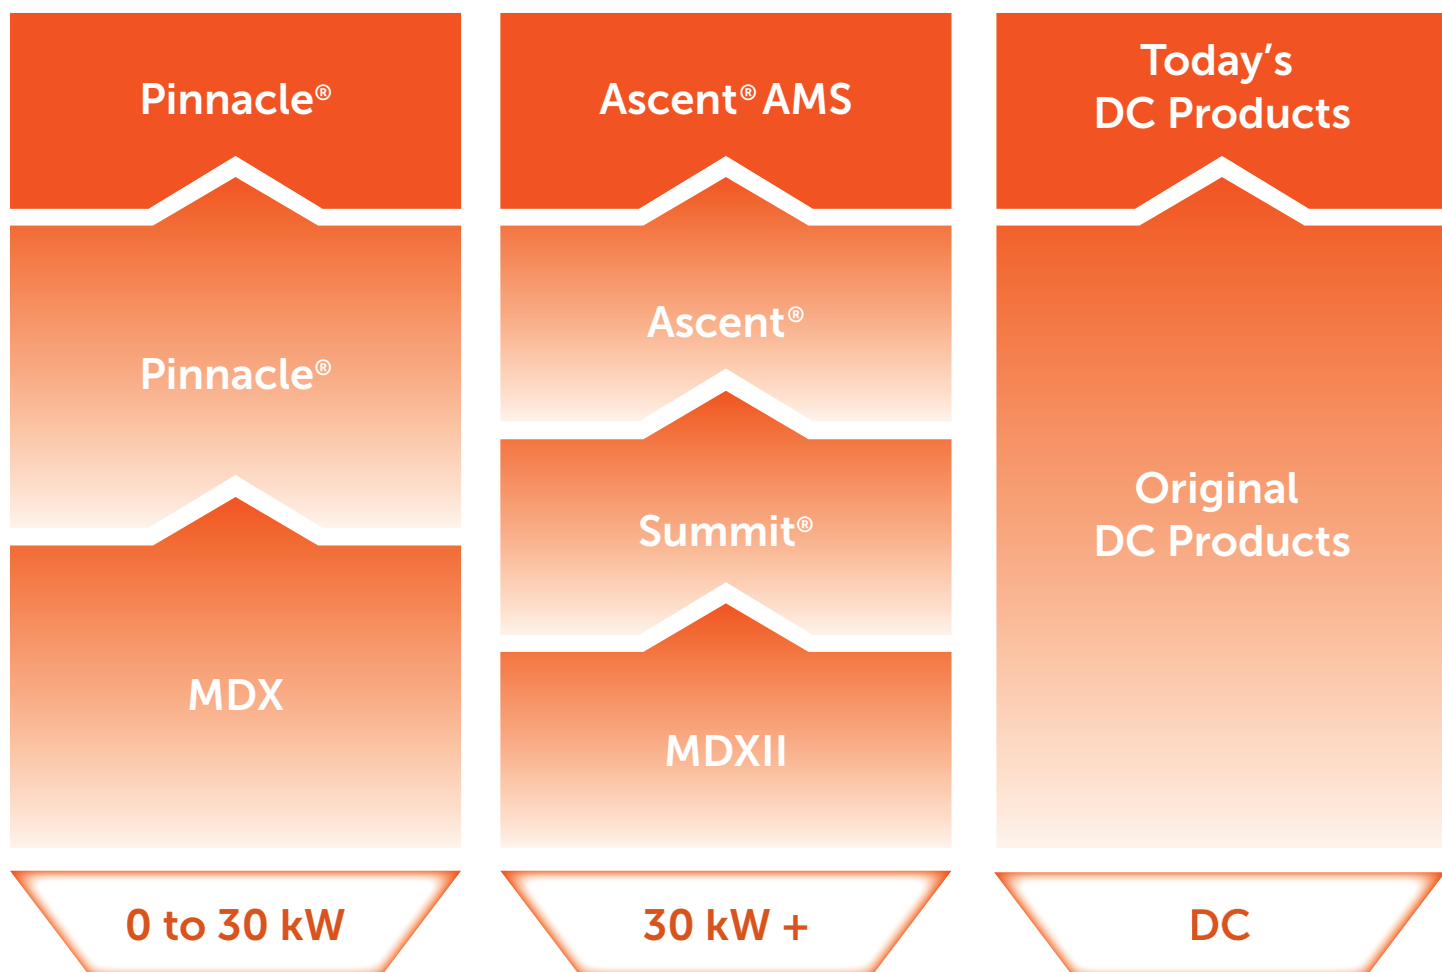 Pinnacle®
Pinnacle®
MDX
0 to 30 kW
Ascent® AMS
Ascent®
Summit®
MDXII
30 kW +
Today's
DC Products
Original
DC Products
DC